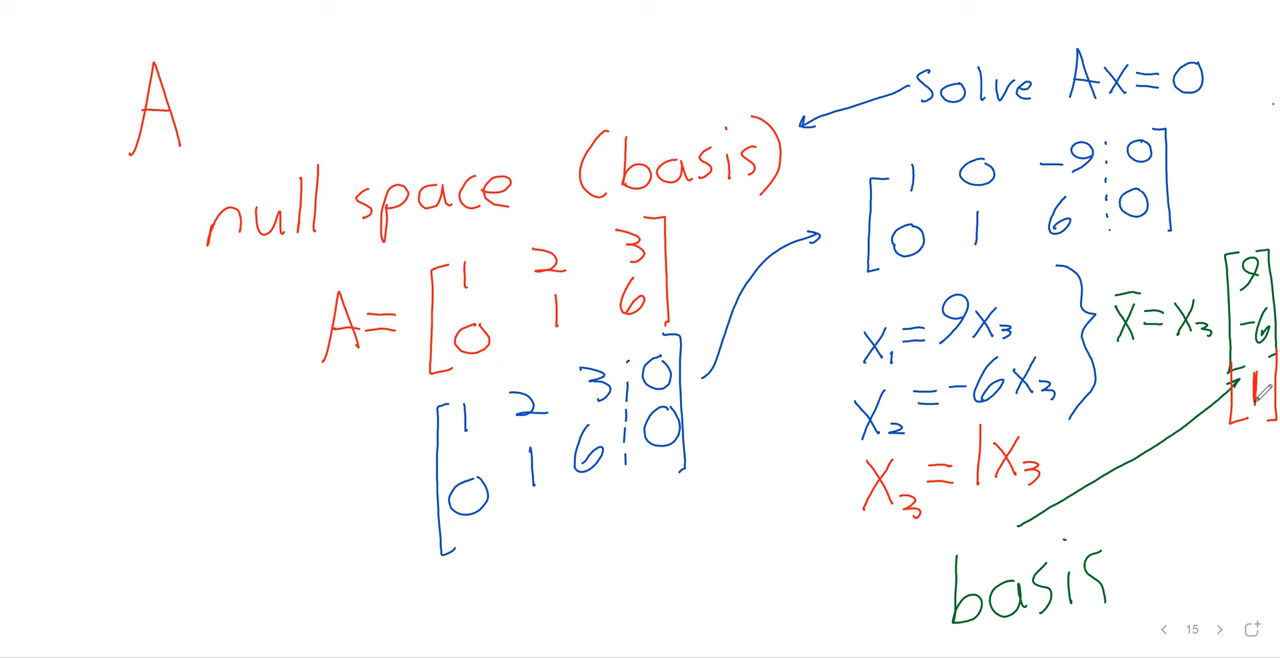 A
null space (basis)
A = [ 1 2 3
0 1 6 ]
[ 1 2 3 ¦ 0
0 1 6 ¦ 0 ]
Solve Ax = 0
[ 1 0 -9 ¦ 0
0 1 6 ¦ 0 ]
x₁ = 9x₃
x₂ = -6x₃
x₃ = 1x₃
} x̄ = x₃ [ 9
-6
1 ]
basis
< 15 >